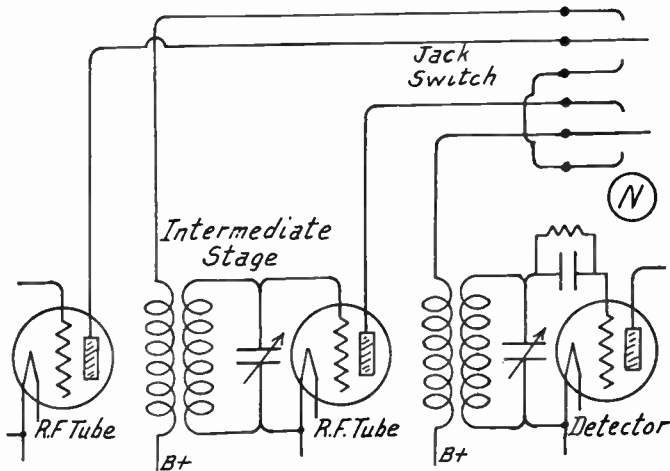 Jack
Switch
N
Intermediate
Stage
R.F Tube
B+
R.F. Tube
B+
Detector